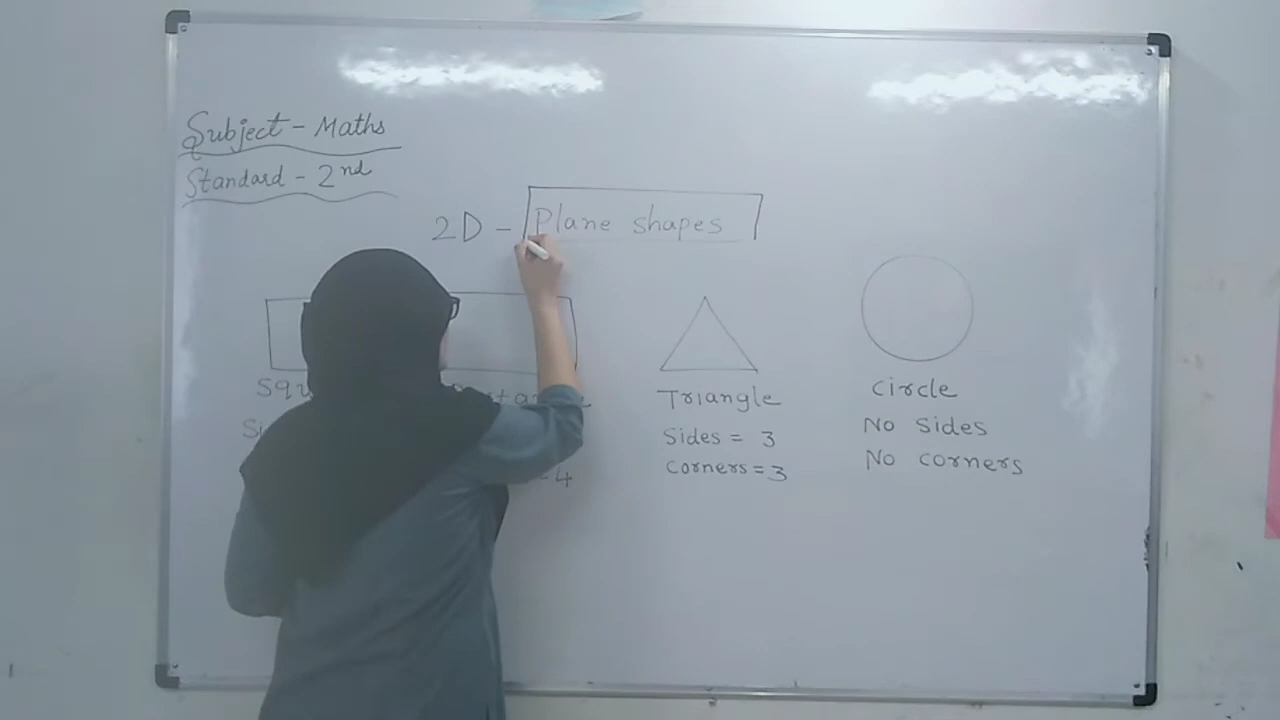 Subject - Maths
Standard - 2nd
2D - Plane shapes
Triangle
Sides = 3
Corners = 3
Circle
No Sides
No corners